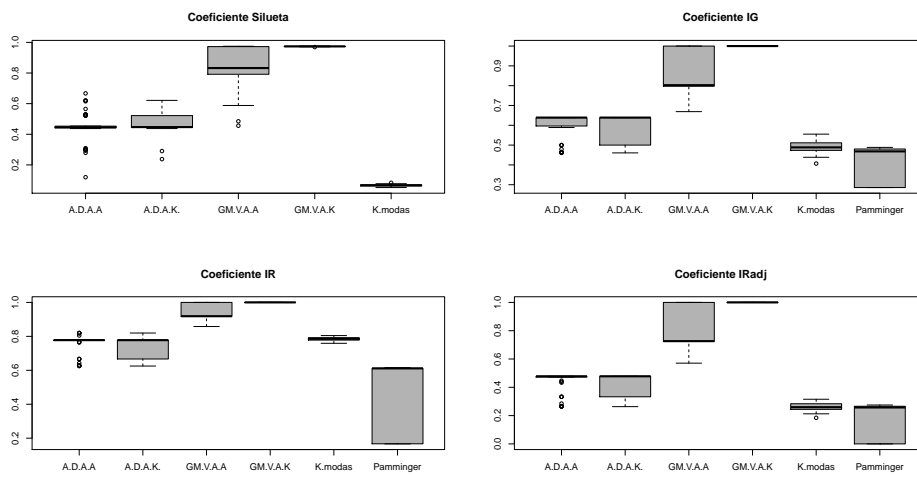 Coeficiente Silueta
1.0
0.8
0.6
0.4
0.2
A.D.A.A A.D.A.K. GM.V.A.A GM.V.A.K K.modas
Coeficiente IG
0.9
0.7
0.5
0.3
A.D.A.A A.D.A.K. GM.V.A.A GM.V.A.K K.modas Pamminger
Coeficiente IR
1.0
0.8
0.6
0.4
0.2
A.D.A.A A.D.A.K. GM.V.A.A GM.V.A.K K.modas Pamminger
Coeficiente IRadj
1.0
0.8
0.6
0.4
0.2
0.0
A.D.A.A A.D.A.K. GM.V.A.A GM.V.A.K K.modas Pamminger